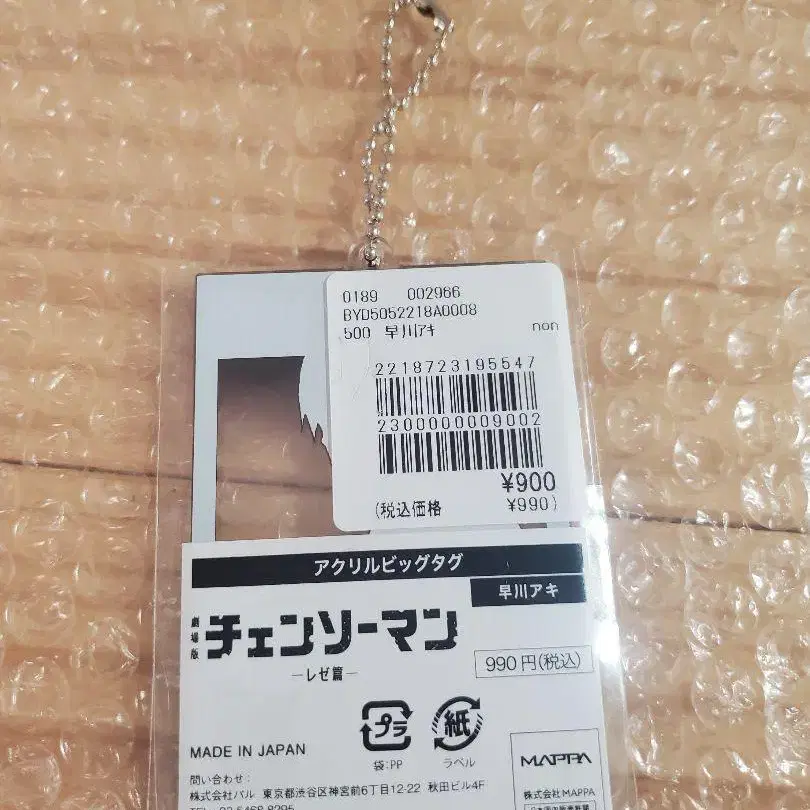 0189 002966
BYD5052218A0008
500 早川アキ non
2218723195547
2300000009002
¥900
(税込価格 ¥990)
アクリルビッグタグ
早川アキ
劇場版 チェンソーマン
—レゼ篇—
990円(税込)
プラ 紙
袋:PP ラベル
MADE IN JAPAN
MAPPA
問い合わせ:
株式会社バル 東京都渋谷区神宮前6丁目12-22 秋田ビル4F
株式会社MAPPA